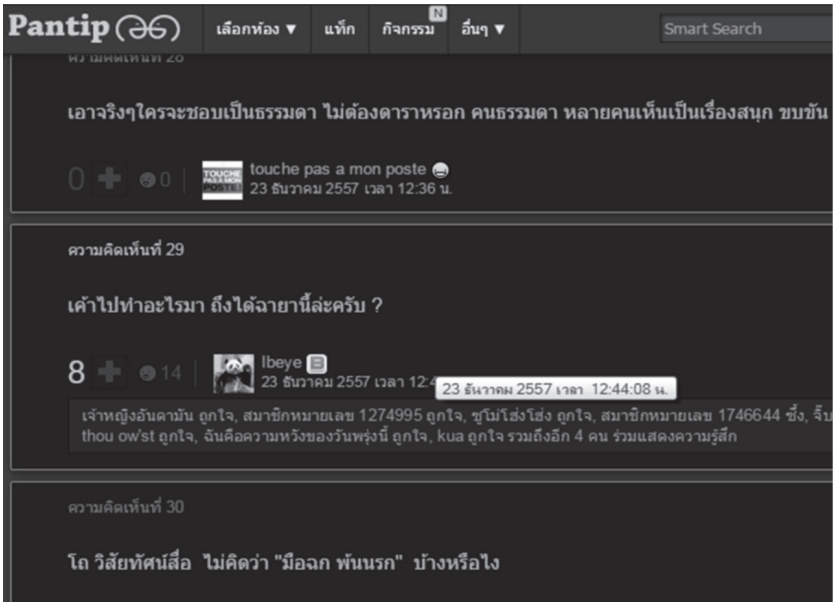 Pantip
เลือกห้อง ▼ แท็ก กิจกรรม N อื่นๆ ▼ Smart Search
ความคิดเห็นที่ 28
เอาจริงๆใครจะชอบเป็นธรรมดา ไม่ต้องดาราหรอก คนธรรมดา หลายคนเห็นเป็นเรื่องสนุก ขบขัน
0 + 0 touche pas a mon poste
TOUCHE PAS A MON POSTE!
23 ธันวาคม 2557 เวลา 12:36 น.
ความคิดเห็นที่ 29
เค้าไปทำอะไรมา ถึงได้ฉายานี้ล่ะครับ ?
8 + 14 lbeye
23 ธันวาคม 2557 เวลา 12:4
23 ธันวาคม 2557 เวลา 12:44:08 น.
เจ้าหญิงอันดามัน ถูกใจ, สมาชิกหมายเลข 1274995 ถูกใจ, ชูโม่โฮ่งโฮ่ง ถูกใจ, สมาชิกหมายเลข 1746644 ซึ้ง,
thou ow'st ถูกใจ, ฉันคือความหวังของวันพรุ่งนี้ ถูกใจ, kua ถูกใจ รวมถึงอีก 4 คน ร่วมแสดงความรู้สึก
ความคิดเห็นที่ 30
โถ วิสัยทัศน์สื่อ ไม่คิดว่า "มือฉก พ้นนรก" บ้างหรือไง